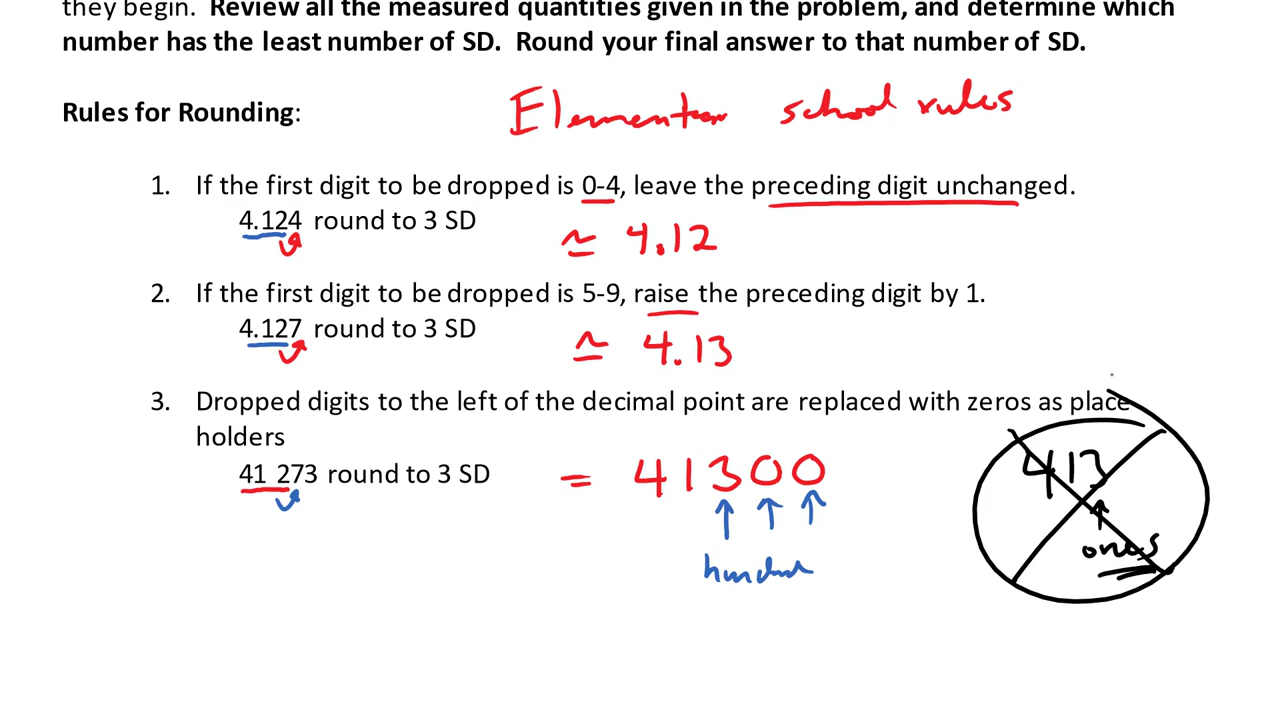 they begin. Review all the measured quantities given in the problem, and determine which
number has the least number of SD. Round your final answer to that number of SD.
Rules for Rounding:
Elementary school rules
1. If the first digit to be dropped is 0-4, leave the preceding digit unchanged.
4.124 round to 3 SD
≃ 4.12
2. If the first digit to be dropped is 5-9, raise the preceding digit by 1.
4.127 round to 3 SD
≃ 4.13
3. Dropped digits to the left of the decimal point are replaced with zeros as place
holders
41 273 round to 3 SD
= 41300
413
ones